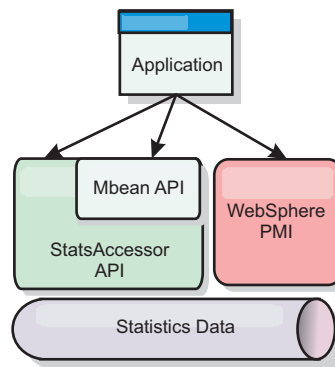 Application
Mbean API
StatsAccessor
API
WebSphere
PMI
Statistics Data